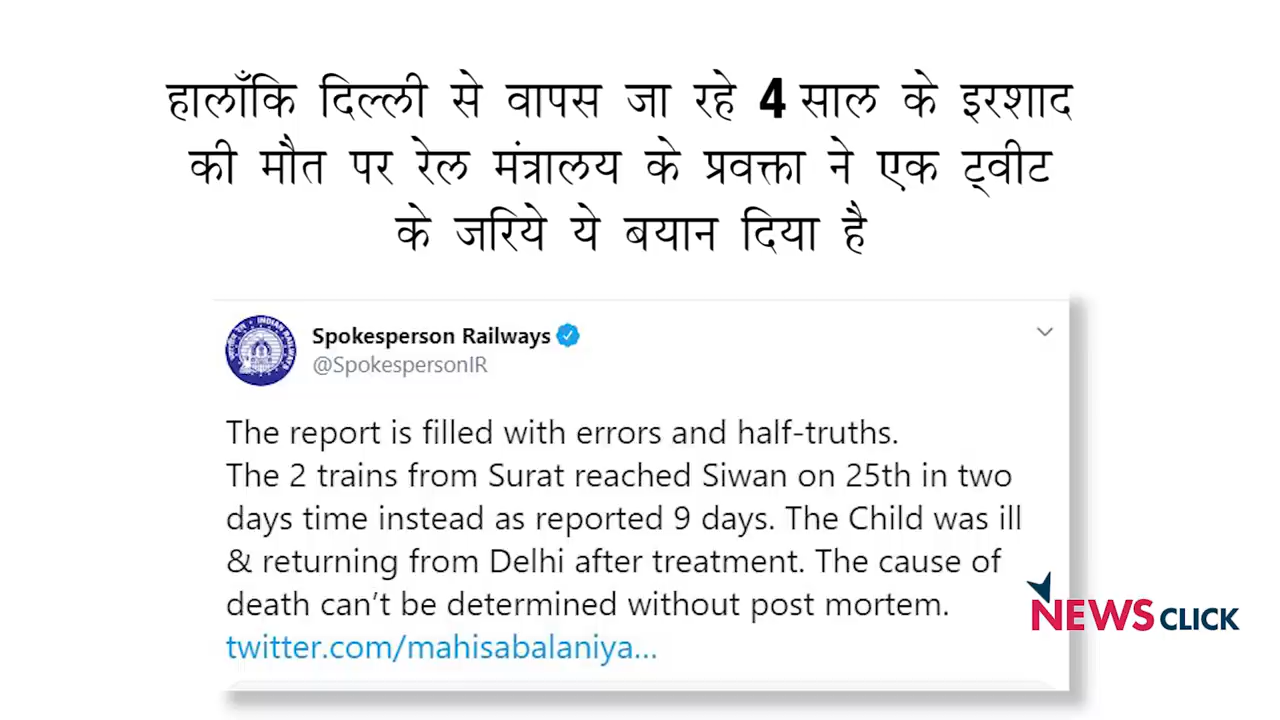 हालाँकि दिल्ली से वापस जा रहे 4 साल के इरशाद
की मौत पर रेल मंत्रालय के प्रवक्ता ने एक ट्वीट
के जरिये ये बयान दिया है
Spokesperson Railways
@SpokespersonIR
The report is filled with errors and half-truths.
The 2 trains from Surat reached Siwan on 25th in two
days time instead as reported 9 days. The Child was ill
& returning from Delhi after treatment. The cause of
death can’t be determined without post mortem.
twitter.com/mahisabalaniya...
NEWSCLICK